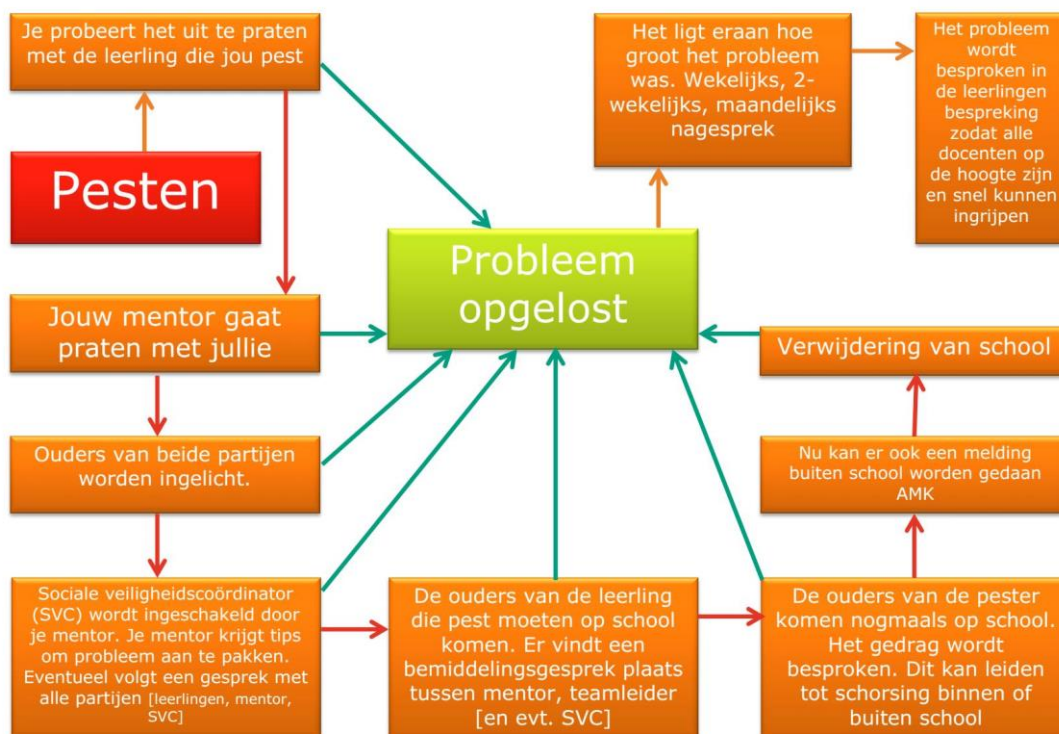 Je probeert het uit te praten
met de leerling die jou pest
Pesten
Jouw mentor gaat
praten met jullie
Ouders van beide partijen
worden ingelicht.
Sociale veiligheidscoördinator
(SVC) wordt ingeschakeld door
je mentor. Je mentor krijgt tips
om probleem aan te pakken.
Eventueel volgt een gesprek met
alle partijen [leerlingen, mentor,
SVC]
De ouders van de leerling
die pest moeten op school
komen. Er vindt een
bemiddelingsgesprek plaats
tussen mentor, teamleider
[en evt. SVC]
De ouders van de pester
komen nogmaals op school.
Het gedrag wordt
besproken. Dit kan leiden
tot schorsing binnen of
buiten school
Nu kan er ook een melding
buiten school worden gedaan
AMK
Verwijdering van school
Probleem
opgelost
Het ligt eraan hoe
groot het probleem
was. Wekelijks, 2-
wekelijks, maandelijks
nagesprek
Het probleem
wordt
besproken in
de leerlingen
bespreking
zodat alle
docenten op
de hoogte zijn
en snel kunnen
ingrijpen